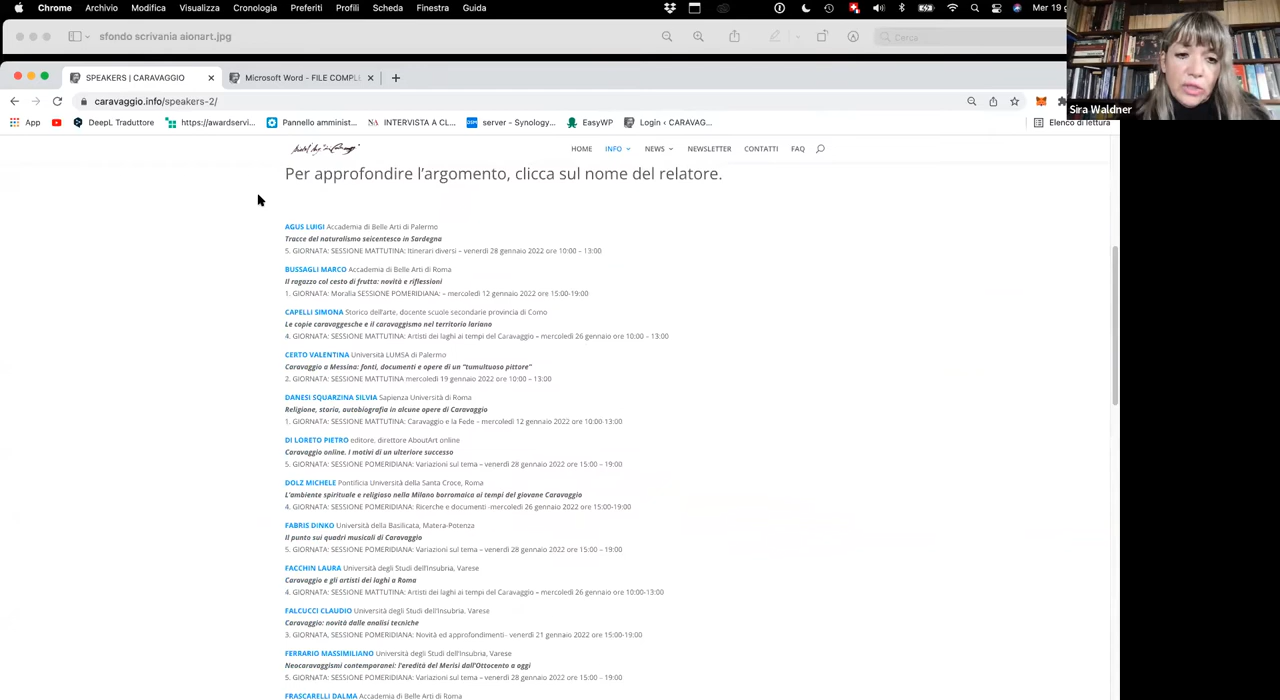 Chrome Archivio Modifica Visualizza Cronologia Preferiti Profili Scheda Finestra Guida Mer 19 g
sfondo scrivania aionart.jpg Cerca
SPEAKERS | CARAVAGGIO Microsoft Word - FILE COMPL
caravaggio.info/speakers-2/
Sira Waldner
App DeepL Traduttore https://awardservi... Pannello amminist... INTERVISTA A CL... server - Synology... EasyWP Login ‹ CARAVAG... Elenco di lettura
HOME INFO NEWS NEWSLETTER CONTATTI FAQ
Per approfondire l'argomento, clicca sul nome del relatore.
AGUS LUIGI Accademia di Belle Arti di Palermo
Tracce del naturalismo seicentesco in Sardegna
5. GIORNATA: SESSIONE MATTUTINA: Itinerari diversi – venerdì 28 gennaio 2022 ore 10:00 – 13:00
BUSSAGLI MARCO Accademia di Belle Arti di Roma
Il ragazzo col cesto di frutta: novità e riflessioni
1. GIORNATA: Moralia SESSIONE POMERIDIANA: – mercoledì 12 gennaio 2022 ore 15:00-19:00
CAPELLI SIMONA Storico dell'arte, docente scuole secondarie provincia di Como
Le copie caravaggesche e il caravaggismo nel territorio lariano
4. GIORNATA: SESSIONE MATTUTINA: Artisti dei laghi ai tempi del Caravaggio – mercoledì 26 gennaio ore 10:00 – 13:00
CERTO VALENTINA Università LUMSA di Palermo
Caravaggio a Messina: fonti, documenti e opere di un “tumultuoso pittore”
2. GIORNATA: SESSIONE MATTUTINA mercoledì 19 gennaio 2022 ore 10:00 – 13:00
DANESI SQUARZINA SILVIA Sapienza Università di Roma
Religione, storia, autobiografia in alcune opere di Caravaggio
1. GIORNATA: SESSIONE MATTUTINA: Caravaggio e la Fede – mercoledì 12 gennaio 2022 ore 10:00-13:00
DI LORETO PIETRO editore, direttore AboutArt online
Caravaggio online. I motivi di un ulteriore successo
5. GIORNATA: SESSIONE POMERIDIANA: Variazioni sul tema – venerdì 28 gennaio 2022 ore 15:00 – 19:00
DOLZ MICHELE Pontificia Università della Santa Croce, Roma
L'ambiente spirituale e religioso nella Milano borromaica ai tempi del giovane Caravaggio
4. GIORNATA: SESSIONE POMERIDIANA: Ricerche e documenti -mercoledì 26 gennaio 2022 ore 15:00-19:00
FABRIS DINKO Università della Basilicata, Matera-Potenza
Il punto sui quadri musicali di Caravaggio
5. GIORNATA: SESSIONE POMERIDIANA: Variazioni sul tema – venerdì 28 gennaio 2022 ore 15:00 – 19:00
FACCHIN LAURA Università degli Studi dell'Insubria, Varese
Caravaggio e gli artisti dei laghi a Roma
4. GIORNATA: SESSIONE MATTUTINA: Artisti dei laghi ai tempi del Caravaggio – mercoledì 26 gennaio ore 10:00-13:00
FALCUCCI CLAUDIO Università degli Studi dell'Insubria, Varese
Caravaggio: novità dalle analisi tecniche
3. GIORNATA: SESSIONE POMERIDIANA: Novità ed approfondimenti- venerdì 21 gennaio ore 15:00-19:00
FERRARIO MASSIMILIANO Università degli Studi dell'Insubria, Varese
Neocaravaggismi contemporanei: l'eredità del Merisi dall'Ottocento a oggi
5. GIORNATA: SESSIONE POMERIDIANA: Variazioni sul tema – venerdì 28 gennaio 2022 ore 15:00 – 19:00
FRASCARELLI DALMA Accademia di Belle Arti di Roma